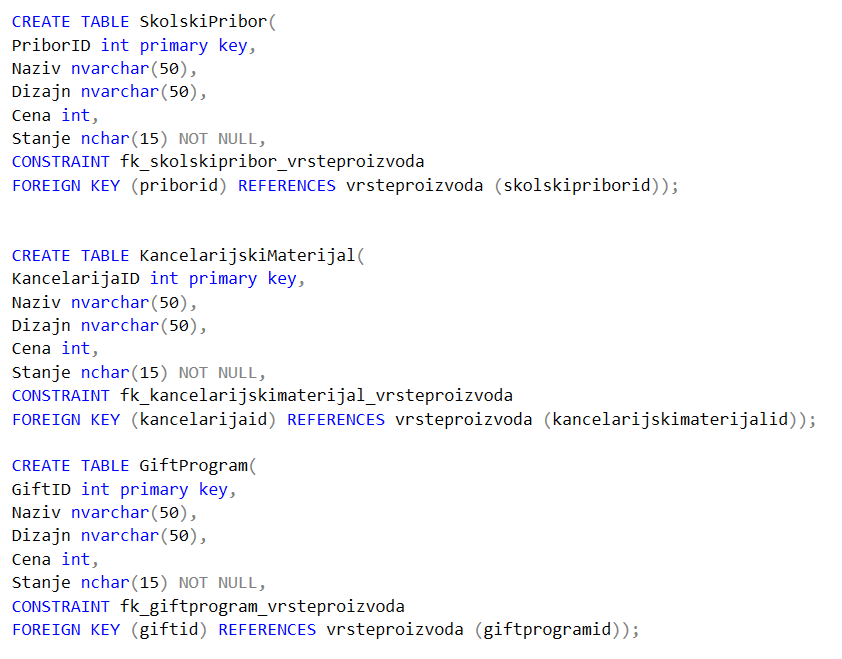 CREATE TABLE SkolskiPribor(
PriborID int primary key,
Naziv nvarchar(50),
Dizajn nvarchar(50),
Cena int,
Stanje nchar(15) NOT NULL,
CONSTRAINT fk_skolskipribor_vrsteproizvoda
FOREIGN KEY (priborid) REFERENCES vrsteproizvoda (skolskipriborid));
CREATE TABLE KancelarijskiMaterijal(
KancelarijaID int primary key,
Naziv nvarchar(50),
Dizajn nvarchar(50),
Cena int,
Stanje nchar(15) NOT NULL,
CONSTRAINT fk_kancelarijskimaterijal_vrsteproizvoda
FOREIGN KEY (kancelarijaid) REFERENCES vrsteproizvoda (kancelarijskimaterijalid));
CREATE TABLE GiftProgram(
GiftID int primary key,
Naziv nvarchar(50),
Dizajn nvarchar(50),
Cena int,
Stanje nchar(15) NOT NULL,
CONSTRAINT fk_giftprogram_vrsteproizvoda
FOREIGN KEY (giftid) REFERENCES vrsteproizvoda (giftprogramid));